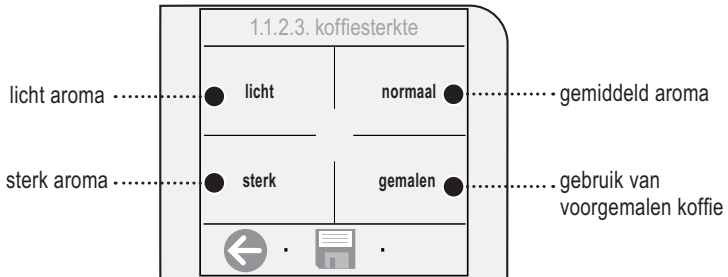 1.1.2.3. koffiesterkte
licht aroma
licht
normaal
gemiddeld aroma
sterk aroma
sterk
gemalen
gebruik van
voorgemalen koffie